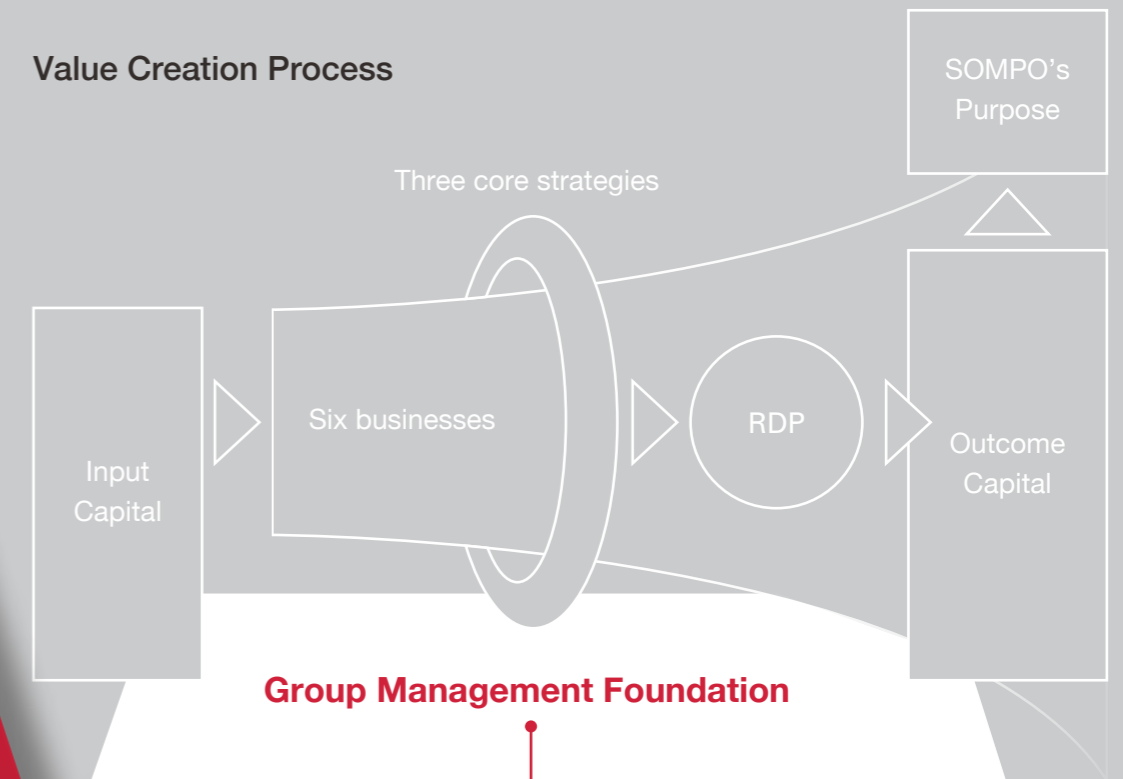 Value Creation Process
SOMPO’s
Purpose
Three core strategies
Input
Capital
Six businesses
RDP
Outcome
Capital
Group Management Foundation